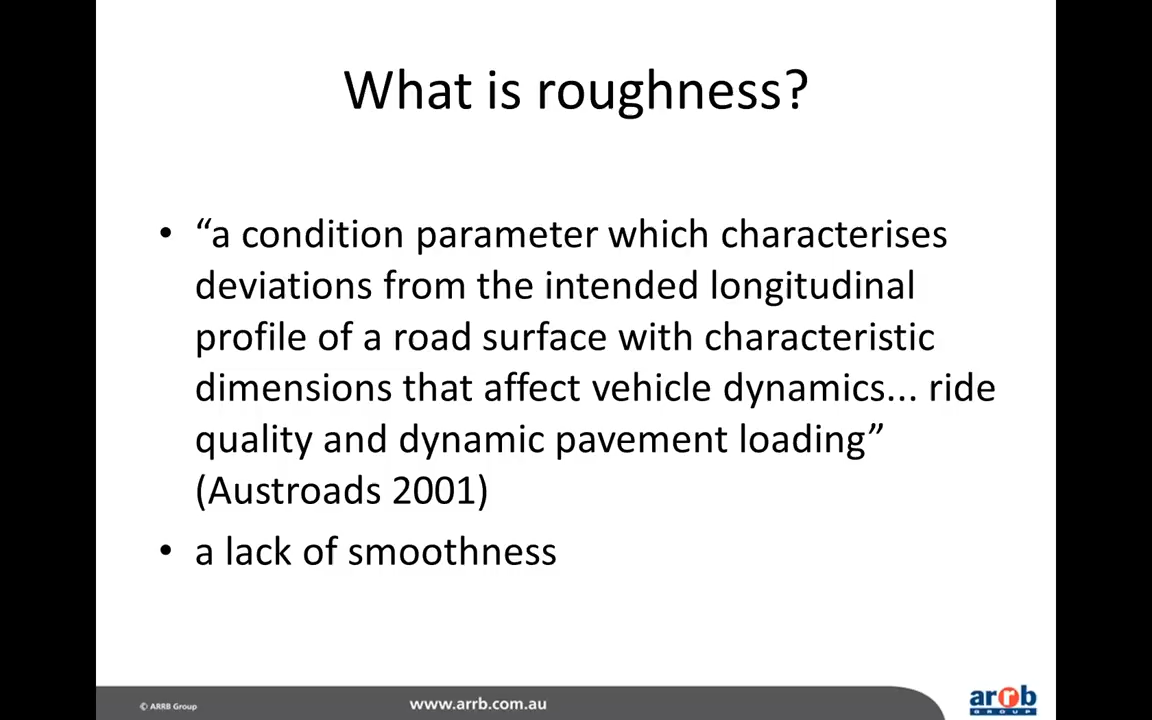 What is roughness?
• “a condition parameter which characterises
deviations from the intended longitudinal
profile of a road surface with characteristic
dimensions that affect vehicle dynamics... ride
quality and dynamic pavement loading”
(Austroads 2001)
• a lack of smoothness
© ARRB Group
www.arrb.com.au
arrb
GROUP